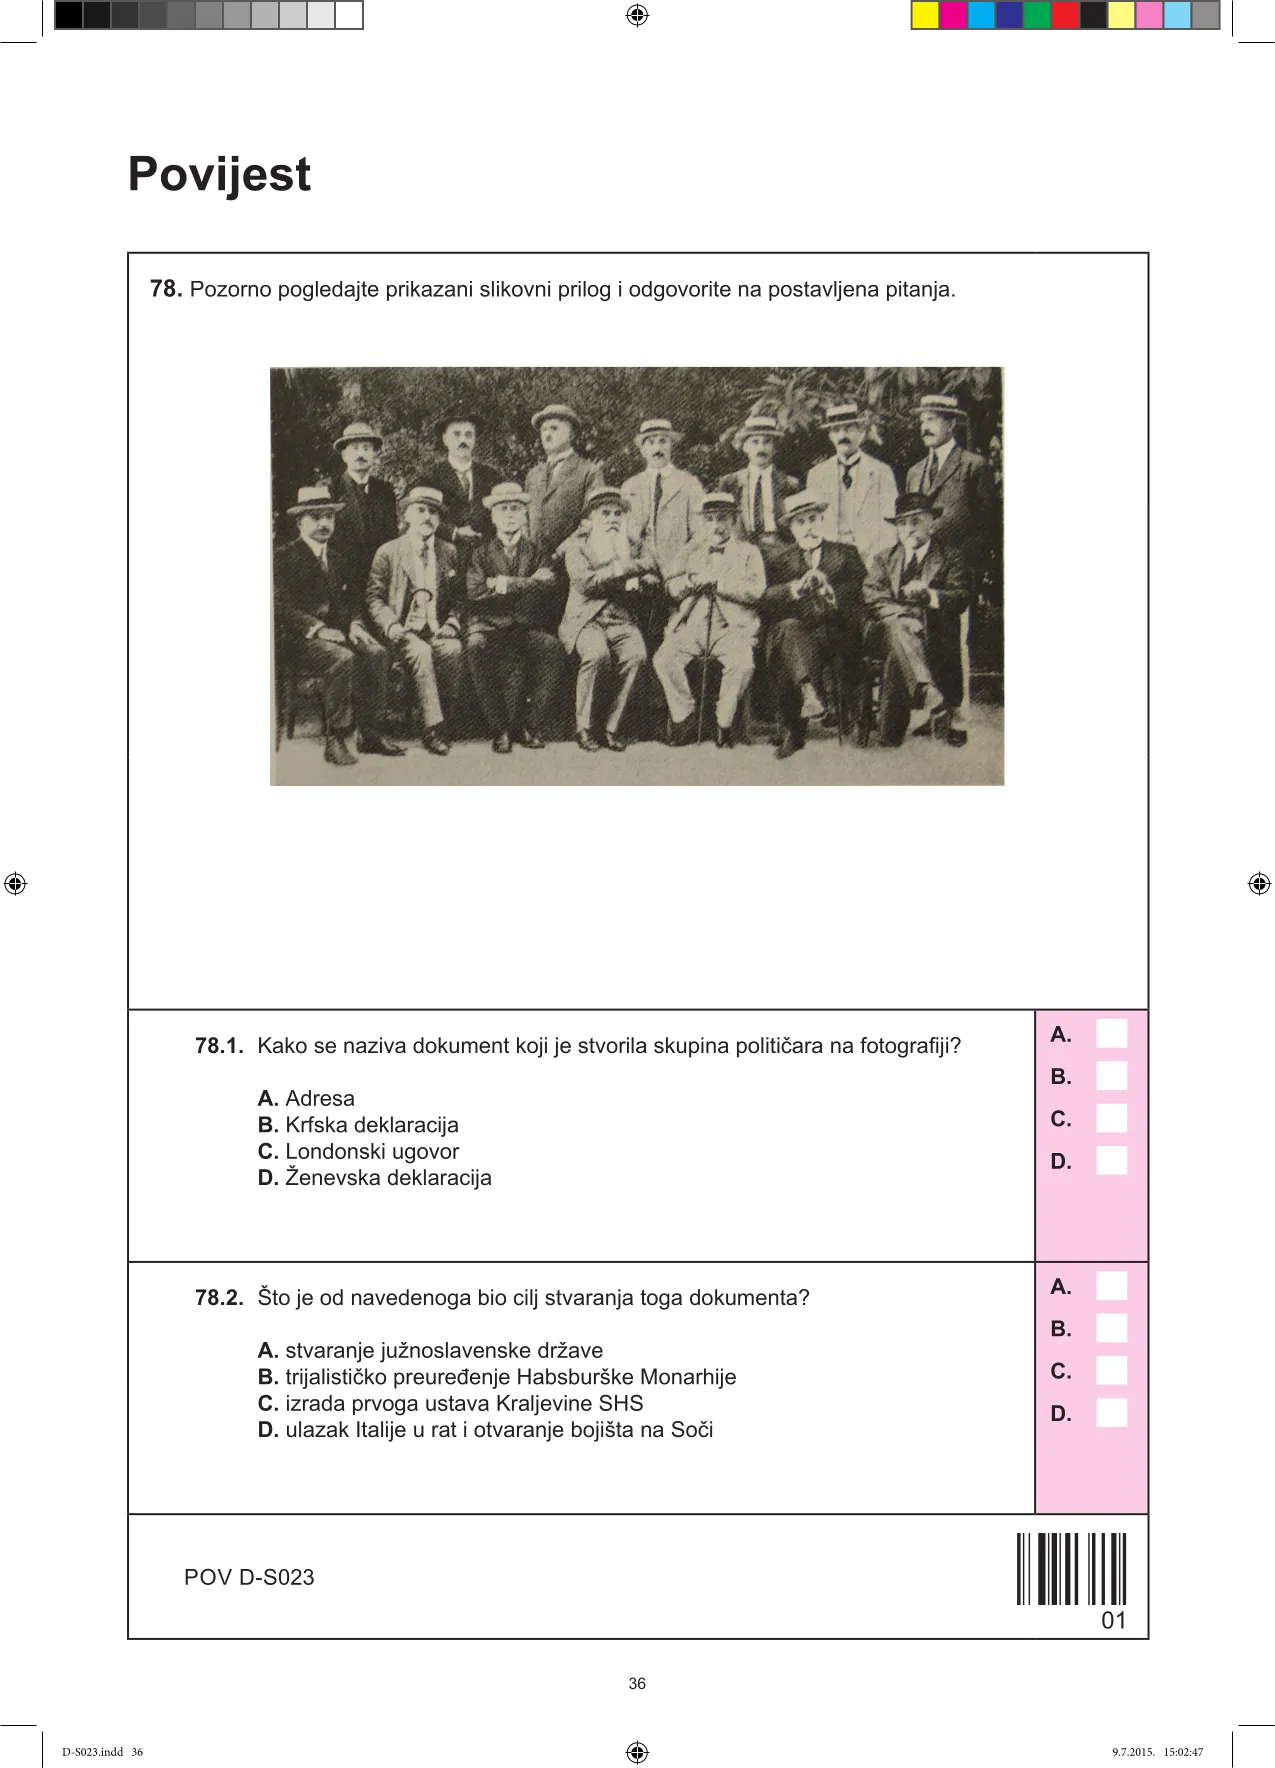 Povijest
78. Pozorno pogledajte prikazani slikovni prilog i odgovorite na postavljena pitanja.
78.1. Kako se naziva dokument koji je stvorila skupina političara na fotografiji?
A. Adresa
B. Krfska deklaracija
C. Londonski ugovor
D. Ženevska deklaracija
A.
B.
C.
D.
78.2. Što je od navedenoga bio cilj stvaranja toga dokumenta?
A. stvaranje južnoslavenske države
B. trijalističko preuređenje Habsburške Monarhije
C. izrada prvoga ustava Kraljevine SHS
D. ulazak Italije u rat i otvaranje bojišta na Soči
A.
B.
C.
D.
POV D-S023
01
36
D-S023.indd 36
9.7.2015. 15:02:47